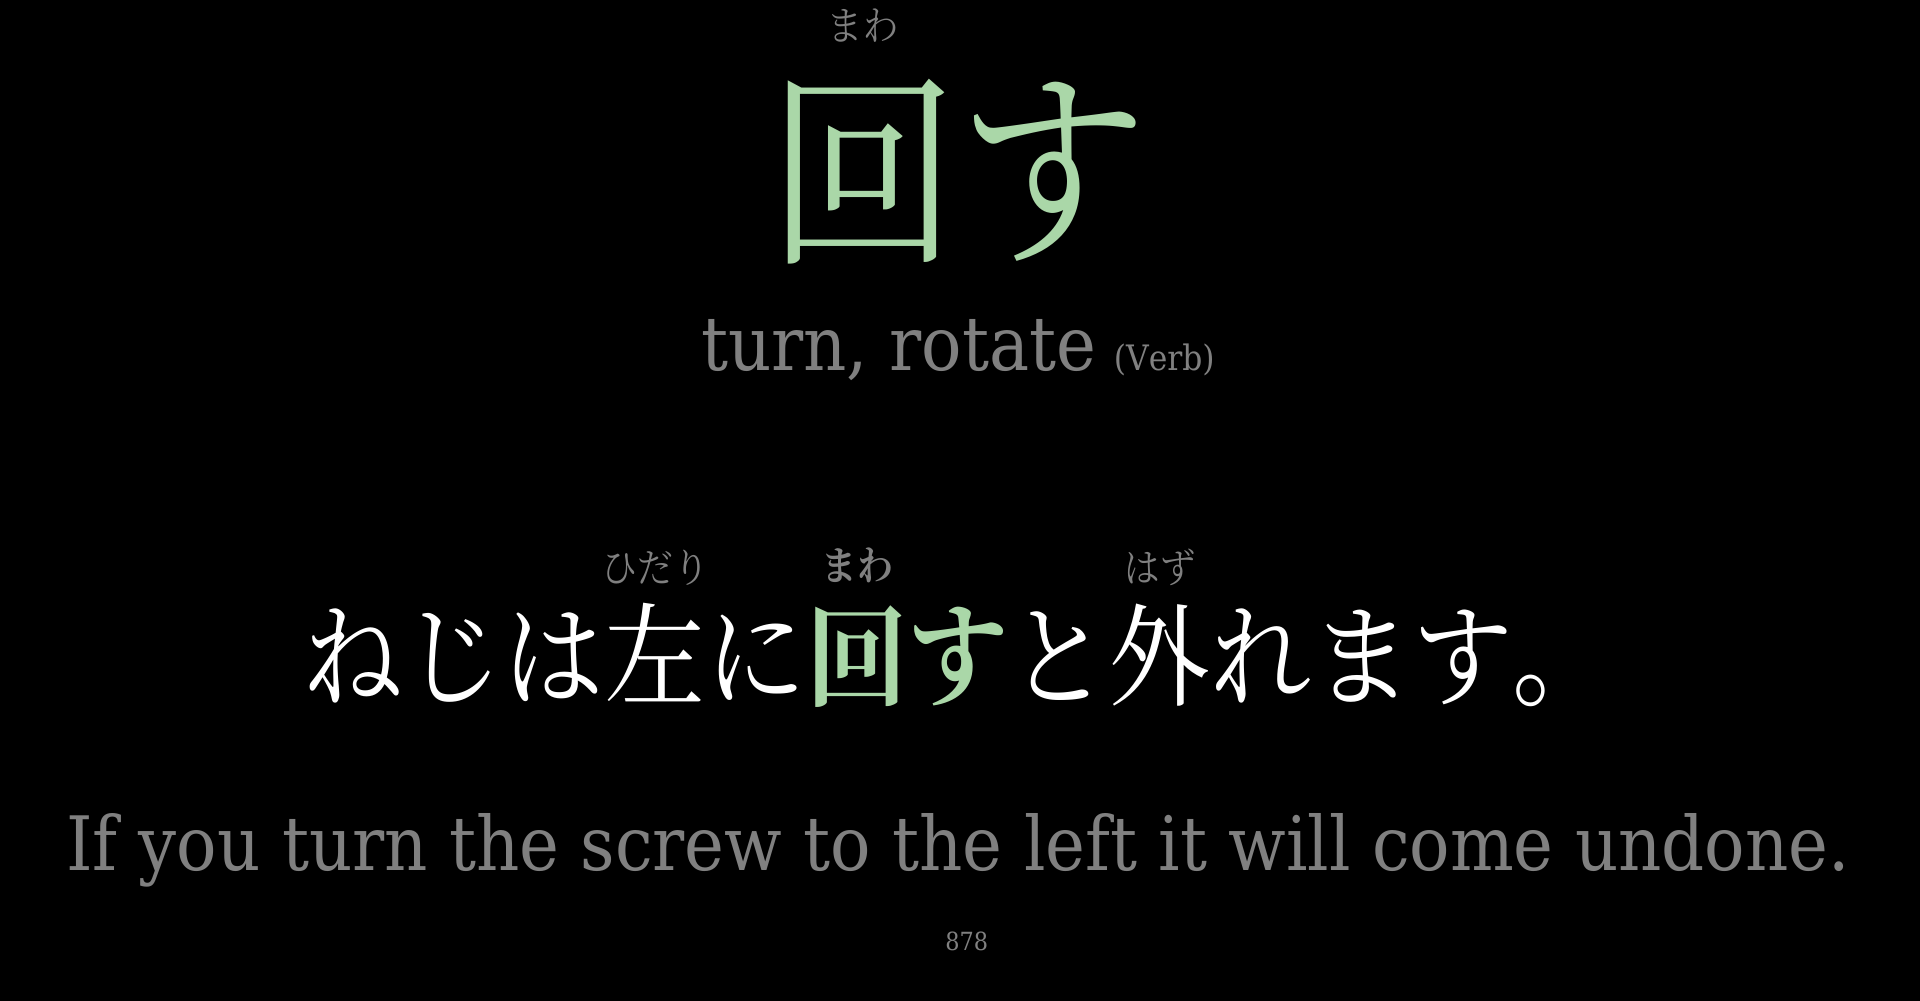 まわ
回す
turn, rotate (Verb)
ひだり まわ はず
ねじは左に回すと外れます。
If you turn the screw to the left it will come undone.
878